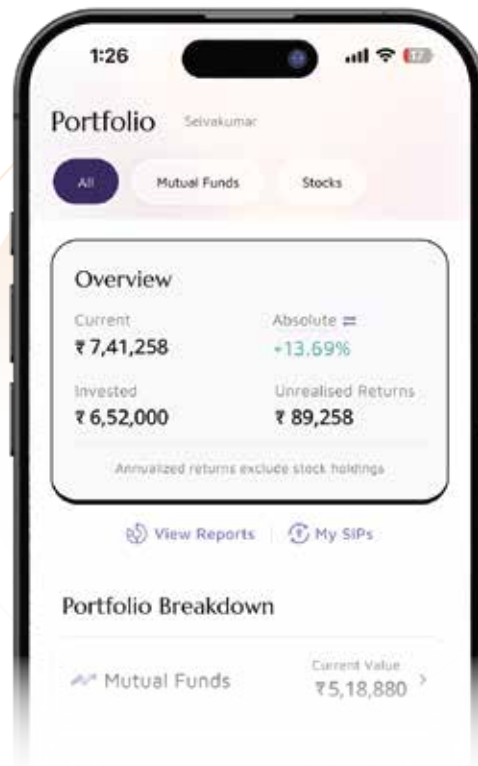 1:26
17
Portfolio Selvakumar
All Mutual Funds Stocks
Overview
Current Absolute
₹ 7,41,258 +13.69%
Invested Unrealised Returns
₹ 6,52,000 ₹ 89,258
Annualized returns exclude stock holdings
View Reports My SIPs
Portfolio Breakdown
Mutual Funds Current Value
₹5,18,880